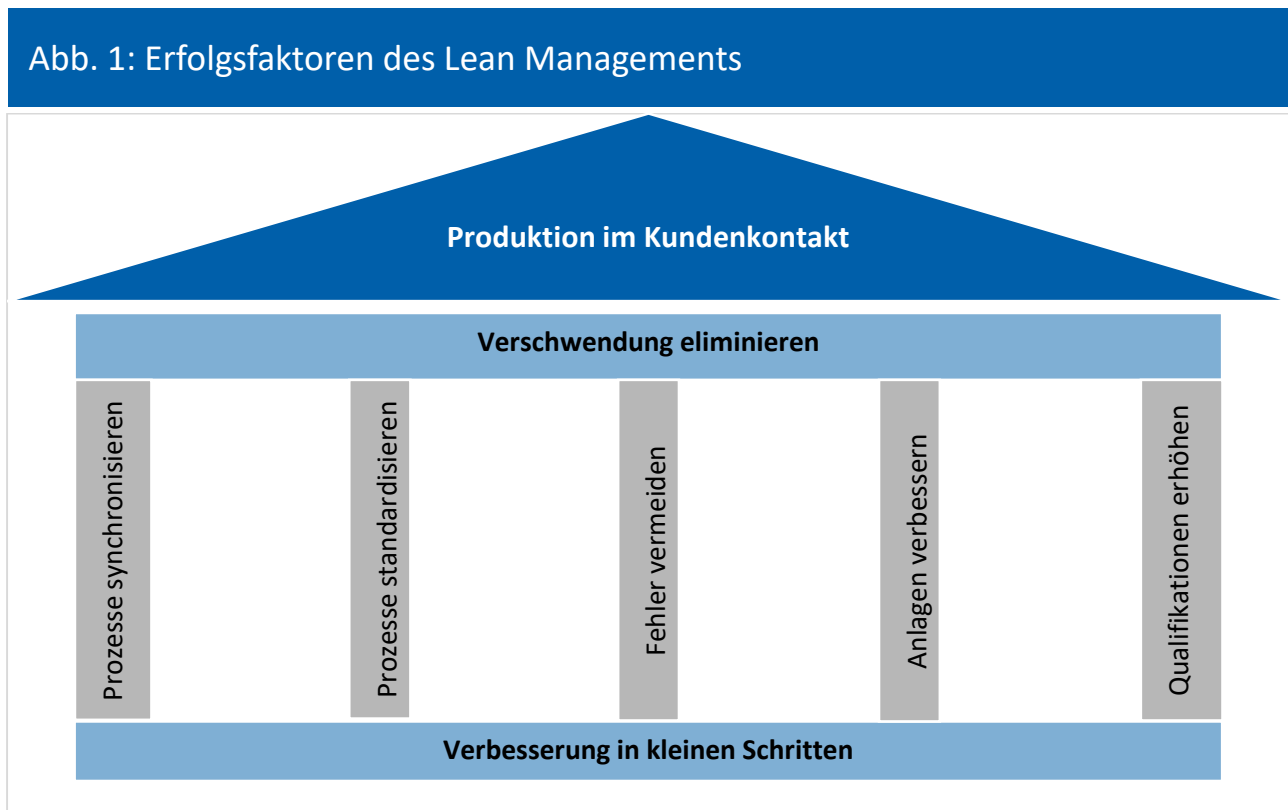 Abb. 1: Erfolgsfaktoren des Lean Managements
Produktion im Kundenkontakt
Verschwendung eliminieren
Prozesse synchronisieren
Prozesse standardisieren
Fehler vermeiden
Anlagen verbessern
Qualifikationen erhöhen
Verbesserung in kleinen Schritten